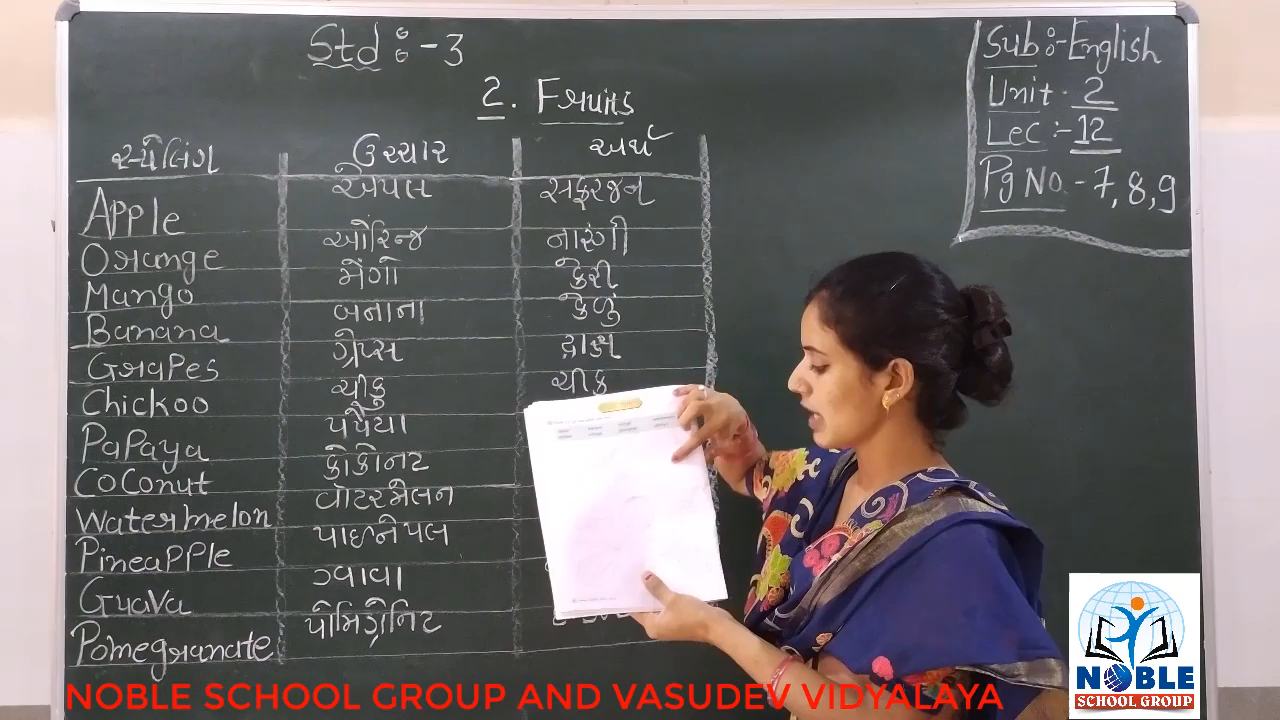 Std :- 3
Sub :- English
Unit - 2
Lec :- 12
Pg No. - 7, 8, 9
2. Fruits
સ્પેલિંગ ઉચ્ચાર અર્થ
Apple એપલ સફરજન
Orange ઓરિન્જ નારંગી
Mango મેંગો કેરી
Banana બનાના કેળું
Grapes ગ્રેપ્સ દ્રાક્ષ
Chickoo ચીકુ ચીકુ
Papaya પપૈયા
Coconut કોકોનટ
Watermelon વૉટરમેલન
Pineapple પાઈનેપલ
Guava ગ્વાવા
Pomegranate પોમિગ્રેનિટ
NOBLE SCHOOL GROUP AND VASUDEV VIDYALAYA
NOBLE
SCHOOL GROUP